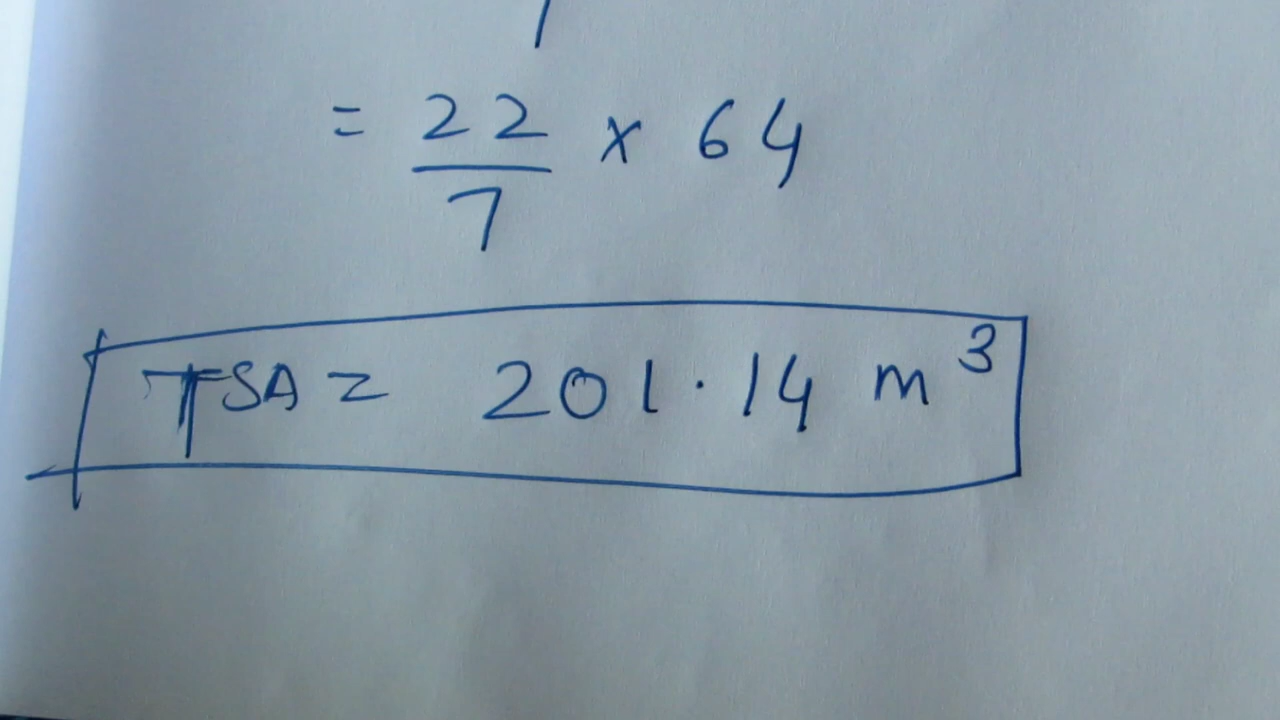 = 22/7 x 64
TSA = 201.14 m³